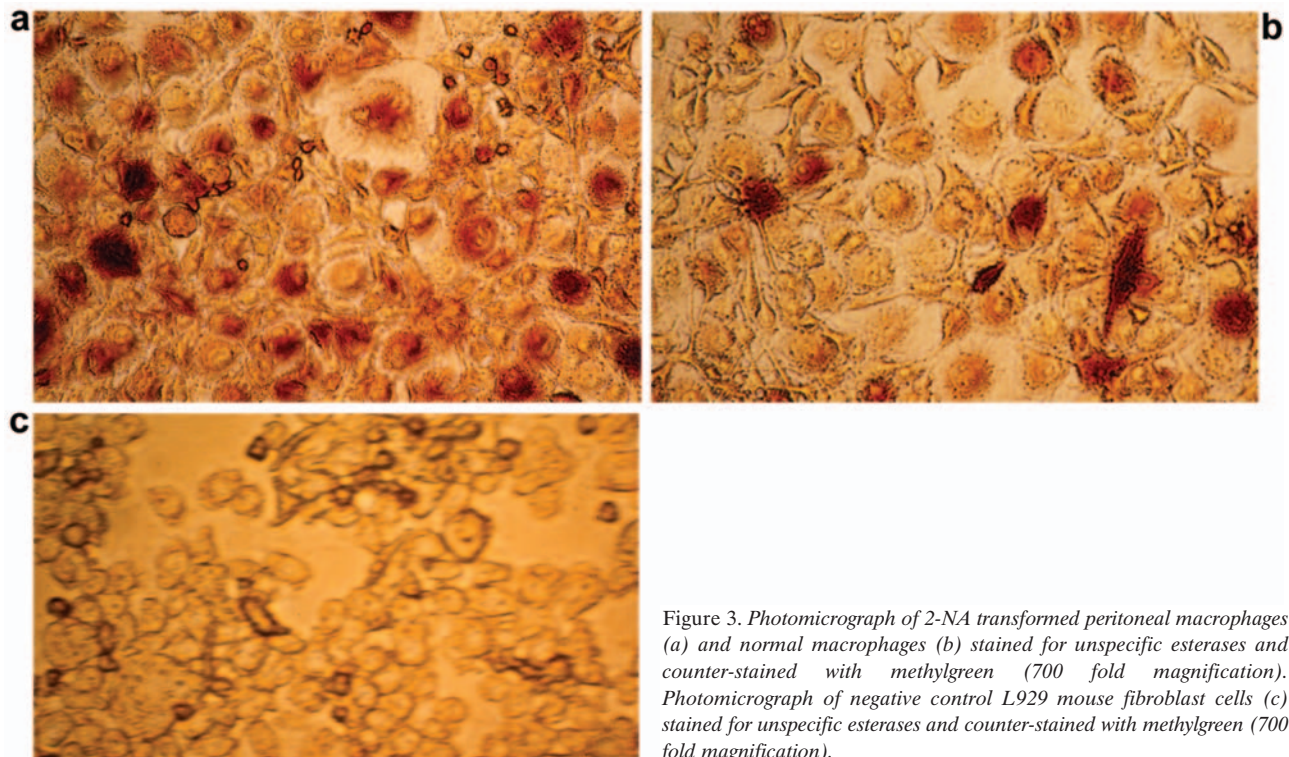 a
b
c
Figure 3. Photomicrograph of 2-NA transformed peritoneal macrophages
(a) and normal macrophages (b) stained for unspecific esterases and
counter-stained with methylgreen (700 fold magnification).
Photomicrograph of negative control L929 mouse fibroblast cells (c)
stained for unspecific esterases and counter-stained with methylgreen (700
fold magnification).